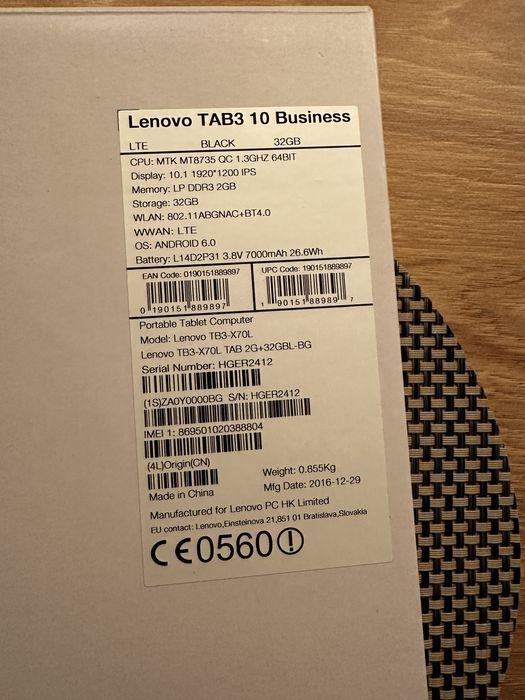 Lenovo TAB3 10 Business
LTE BLACK 32GB
CPU: MTK MT8735 QC 1.3GHZ 64BIT
Display: 10.1 1920*1200 IPS
Memory: LP DDR3 2GB
Storage: 32GB
WLAN: 802.11ABGNAC+BT4.0
WWAN: LTE
OS: ANDROID 6.0
Battery: L14D2P31 3.8V 7000mAh 26.6Wh
EAN Code: 0190151889897 UPC Code: 190151889897
0 190151 889897 1 90151 88989 7
Portable Tablet Computer
Model: Lenovo TB3-X70L
Lenovo TB3-X70L TAB 2G+32GBL-BG
Serial Number: HGER2412
(1S)ZA0Y0000BG S/N: HGER2412
IMEI 1: 869501020388804
(4L)Origin(CN)
Weight: 0.855Kg
Made in China Mfg Date: 2016-12-29
Manufactured for Lenovo PC HK Limited
EU contact: Lenovo,Einsteinova 21,851 01 Bratislava,Slovakia
CE0560